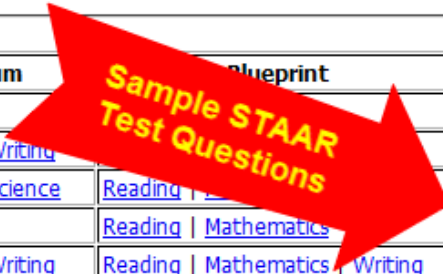 um Blueprint
Sample STAAR
Test Questions
Writing
cience Reading |
Reading | Mathematics
Writing Reading | Mathematics Writing